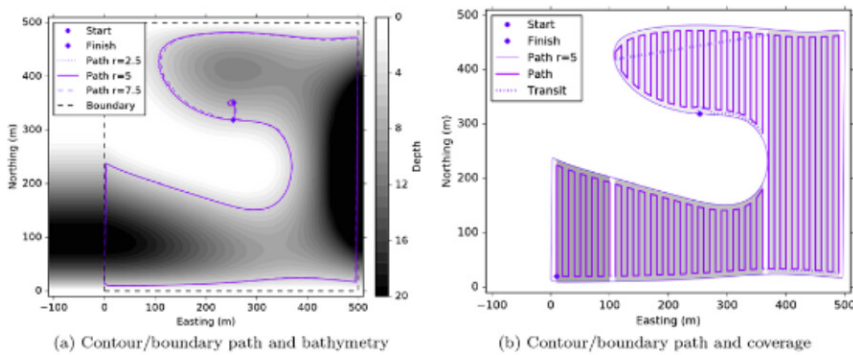 Start
Finish
Path r=2.5
Path r=5
Path r=7.5
Boundary
500
400
300
200
100
0
Northing (m)
-100 0 100 200 300 400 500
Easting (m)
0
4
8
12
16
20
Depth
(a) Contour/boundary path and bathymetry
Start
Finish
Path r=5
Path
Transit
500
400
300
200
100
0
Northing (m)
-100 0 100 200 300 400 500
Easting (m)
(b) Contour/boundary path and coverage